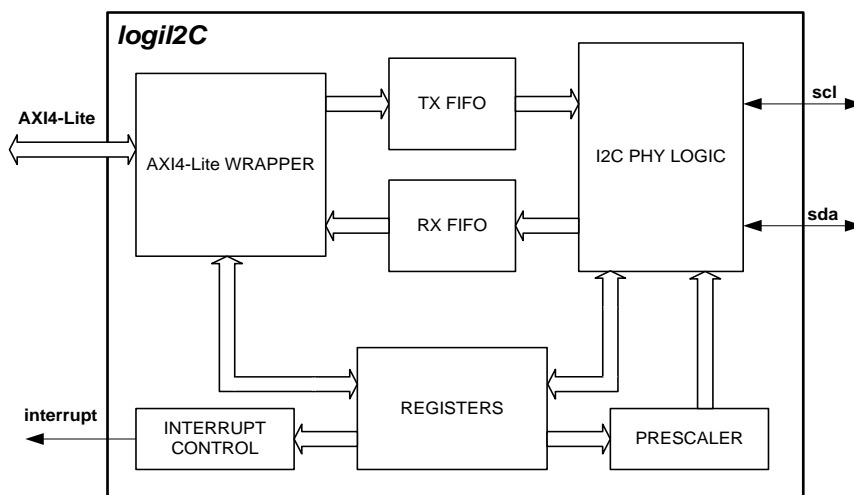 logiI2C
TX FIFO
scl
AXI4-Lite
AXI4-Lite WRAPPER
I2C PHY LOGIC
RX FIFO
sda
REGISTERS
interrupt
INTERRUPT
CONTROL
PRESCALER